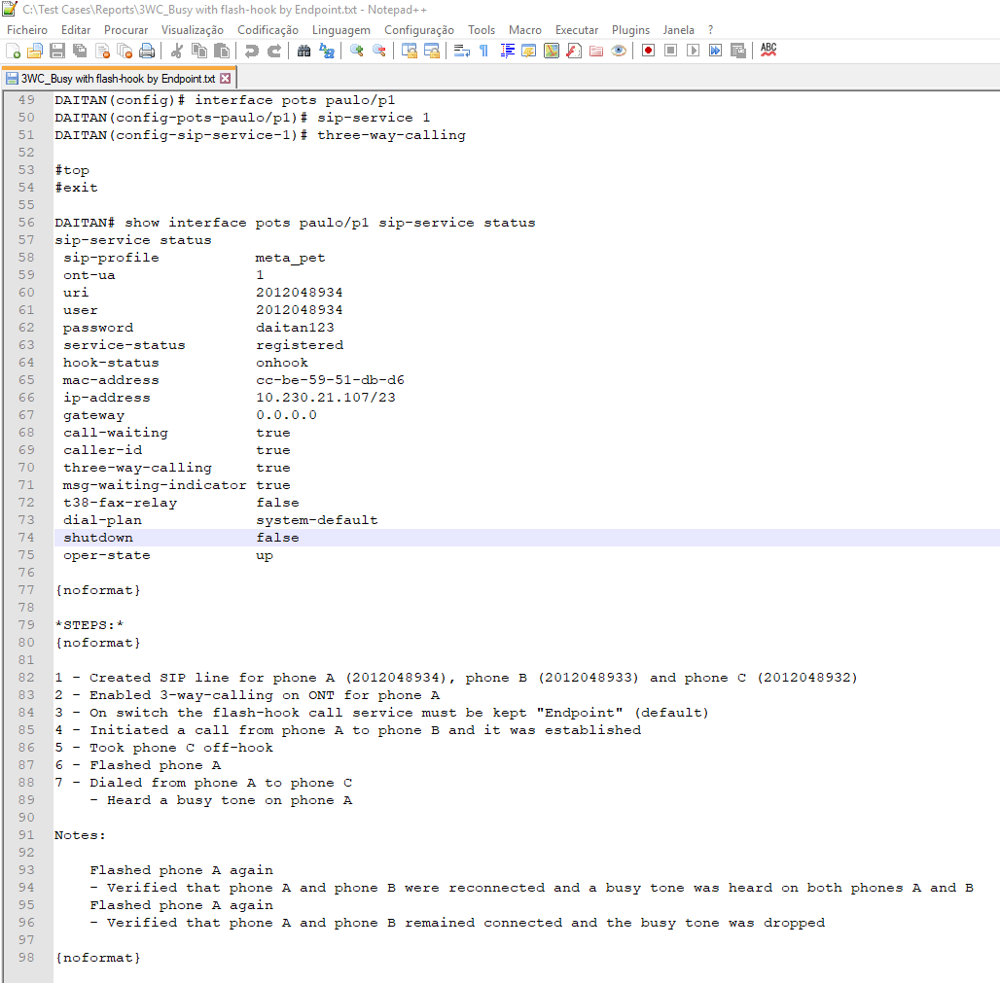 C:\Test Cases\Reports\3WC_Busy with flash-hook by Endpoint.txt - Notepad++
Ficheiro Editar Procurar Visualização Codificação Linguagem Configuração Tools Macro Executar Plugins Janela ?
ABC
3WC_Busy with flash-hook by Endpoint.txt
49 DAITAN(config)# interface pots paulo/p1
50 DAITAN(config-pots-paulo/p1)# sip-service 1
51 DAITAN(config-sip-service-1)# three-way-calling
52
53 #top
54 #exit
55
56 DAITAN# show interface pots paulo/p1 sip-service status
57 sip-service status
58 sip-profile meta_pet
59 ont-ua 1
60 uri 2012048934
61 user 2012048934
62 password daitan123
63 service-status registered
64 hook-status onhook
65 mac-address cc-be-59-51-db-d6
66 ip-address 10.230.21.107/23
67 gateway 0.0.0.0
68 call-waiting true
69 caller-id true
70 three-way-calling true
71 msg-waiting-indicator true
72 t38-fax-relay false
73 dial-plan system-default
74 shutdown false
75 oper-state up
76
77 {noformat}
78
79 *STEPS:*
80 {noformat}
81
82 1 - Created SIP line for phone A (2012048934), phone B (2012048933) and phone C (2012048932)
83 2 - Enabled 3-way-calling on ONT for phone A
84 3 - On switch the flash-hook call service must be kept "Endpoint" (default)
85 4 - Initiated a call from phone A to phone B and it was established
86 5 - Took phone C off-hook
87 6 - Flashed phone A
88 7 - Dialed from phone A to phone C
89 - Heard a busy tone on phone A
90
91 Notes:
92
93 Flashed phone A again
94 - Verified that phone A and phone B were reconnected and a busy tone was heard on both phones A and B
95 Flashed phone A again
96 - Verified that phone A and phone B remained connected and the busy tone was dropped
97
98 {noformat}